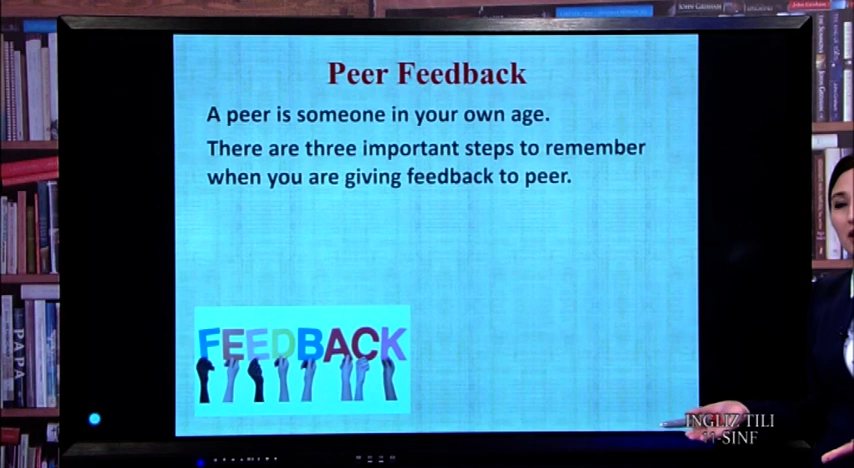 Peer Feedback
A peer is someone in your own age.
There are three important steps to remember
when you are giving feedback to peer.
FEEDBACK
INGLIZ TILI
11-SINF
PAPA